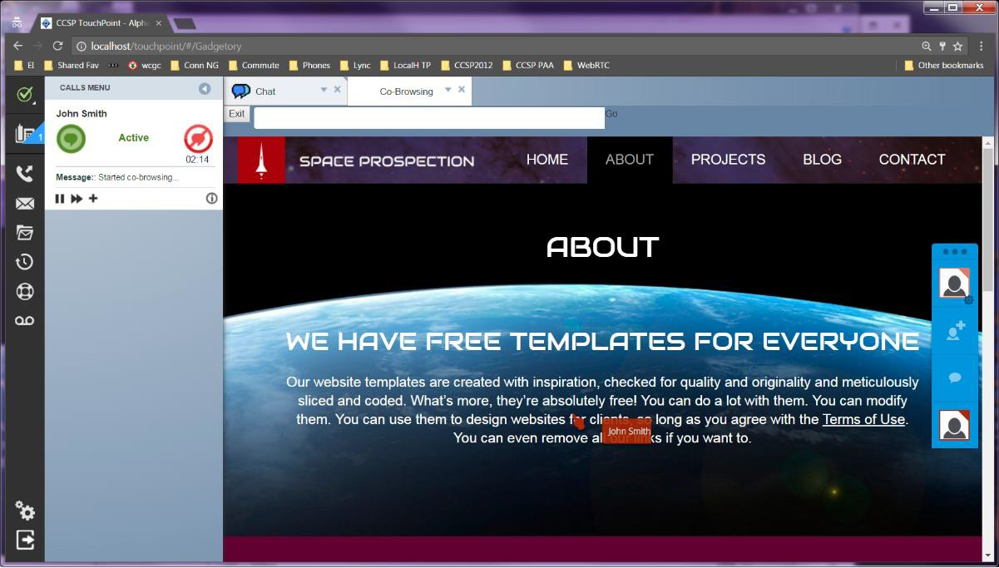 CCSP TouchPoint - Alpha
localhost/touchpoint/#/Gadgetory
EI Shared Fav wcgc Conn NG Commute Phones Lync LocalH TP CCSP2012 CCSP PAA WebRTC Other bookmarks
CALLS MENU
Chat
Co-Browsing
John Smith
Exit
Go
Active
02:14
1
Message:: Started co-browsing...
SPACE PROSPECTION
HOME ABOUT PROJECTS BLOG CONTACT
ABOUT
WE HAVE FREE TEMPLATES FOR EVERYONE
Our website templates are created with inspiration, checked for quality and originality and meticulously
sliced and coded. What's more, they're absolutely free! You can do a lot with them. You can modify
them. You can use them to design websites for clients, so long as you agree with the Terms of Use.
You can even remove all our links if you want to.
John Smith